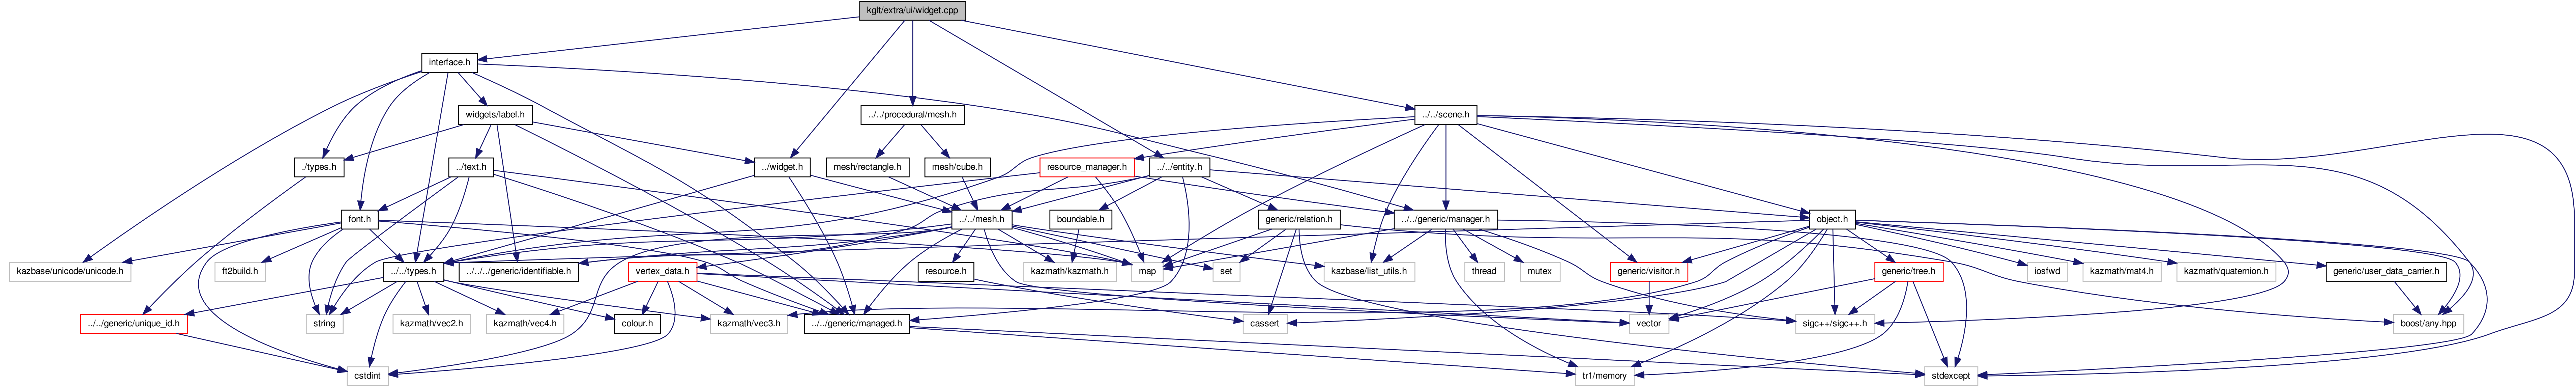 kglt/extra/ui/widget.cpp
interface.h
widgets/label.h
../../procedural/mesh.h
../../scene.h
./types.h
../text.h
../widget.h
mesh/rectangle.h
mesh/cube.h
resource_manager.h
../../entity.h
font.h
../../mesh.h
boundable.h
generic/relation.h
../../generic/manager.h
object.h
kazbase/unicode/unicode.h
ft2build.h
../../types.h
../../../generic/identifiable.h
vertex_data.h
resource.h
kazmath/kazmath.h
map
set
kazbase/list_utils.h
thread
mutex
generic/visitor.h
generic/tree.h
iosfwd
kazmath/mat4.h
kazmath/quaternion.h
generic/user_data_carrier.h
../../generic/unique_id.h
string
kazmath/vec2.h
kazmath/vec4.h
colour.h
kazmath/vec3.h
../../generic/managed.h
cassert
vector
sigc++/sigc++.h
boost/any.hpp
cstdint
tr1/memory
stdexcept